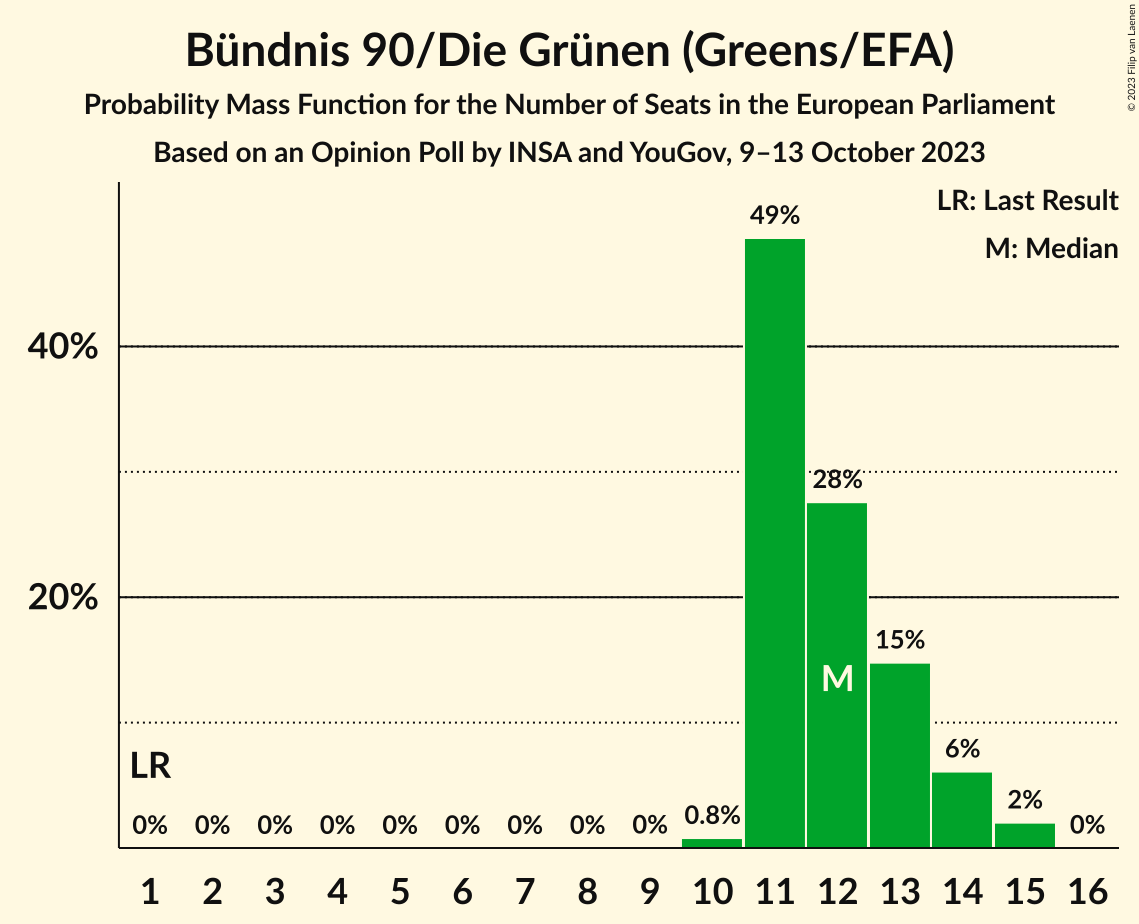 Bündnis 90/Die Grünen (Greens/EFA)
Probability Mass Function for the Number of Seats in the European Parliament
Based on an Opinion Poll by INSA and YouGov, 9–13 October 2023
© 2023 Filip van Laenen
LR: Last Result
M: Median
49%
40%
28%
20%
15%
M
6%
LR
2%
0.8%
0% 0% 0% 0% 0% 0% 0% 0% 0% 0%
1 2 3 4 5 6 7 8 9 10 11 12 13 14 15 16